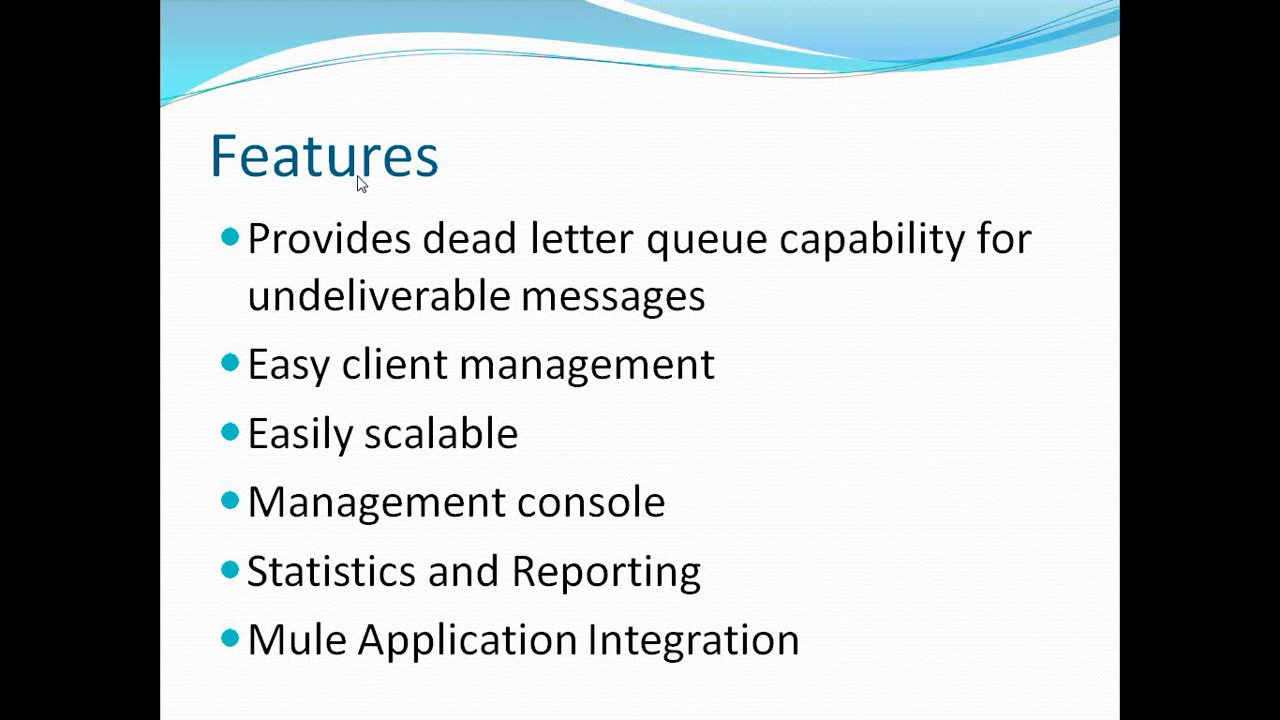 Features
Provides dead letter queue capability for
undeliverable messages
Easy client management
Easily scalable
Management console
Statistics and Reporting
Mule Application Integration